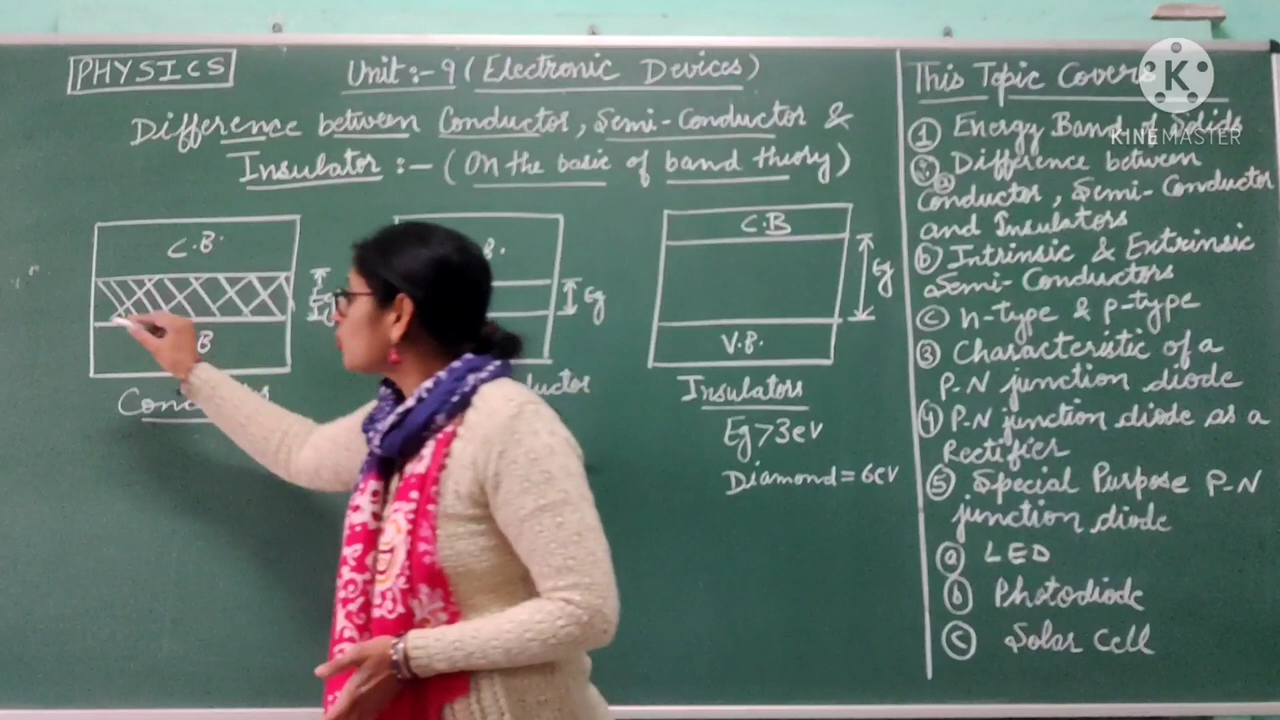 PHYSICS
Unit:-9 (Electronic Devices)
Difference between Conductor, Semi-Conductor &
Insulator :- (On the basic of band theory)
C.B.
B
B.
Eg
C.B
V.B.
Eg
Insulators
Eg>3eV
Diamond = 6eV
This Topic Covers
① Energy Band of Solids
② ⓐ Difference between
Conductor, Semi-Conductor
and Insulators
ⓑ Intrinsic & Extrinsic
Semi-Conductors
ⓒ n-type & p-type
③ Characteristic of a
P-N junction diode
④ P-N junction diode as a
Rectifier
⑤ Special Purpose P-N
junction diode
ⓐ LED
ⓑ Photodiode
ⓒ Solar Cell
K
KINEMASTER